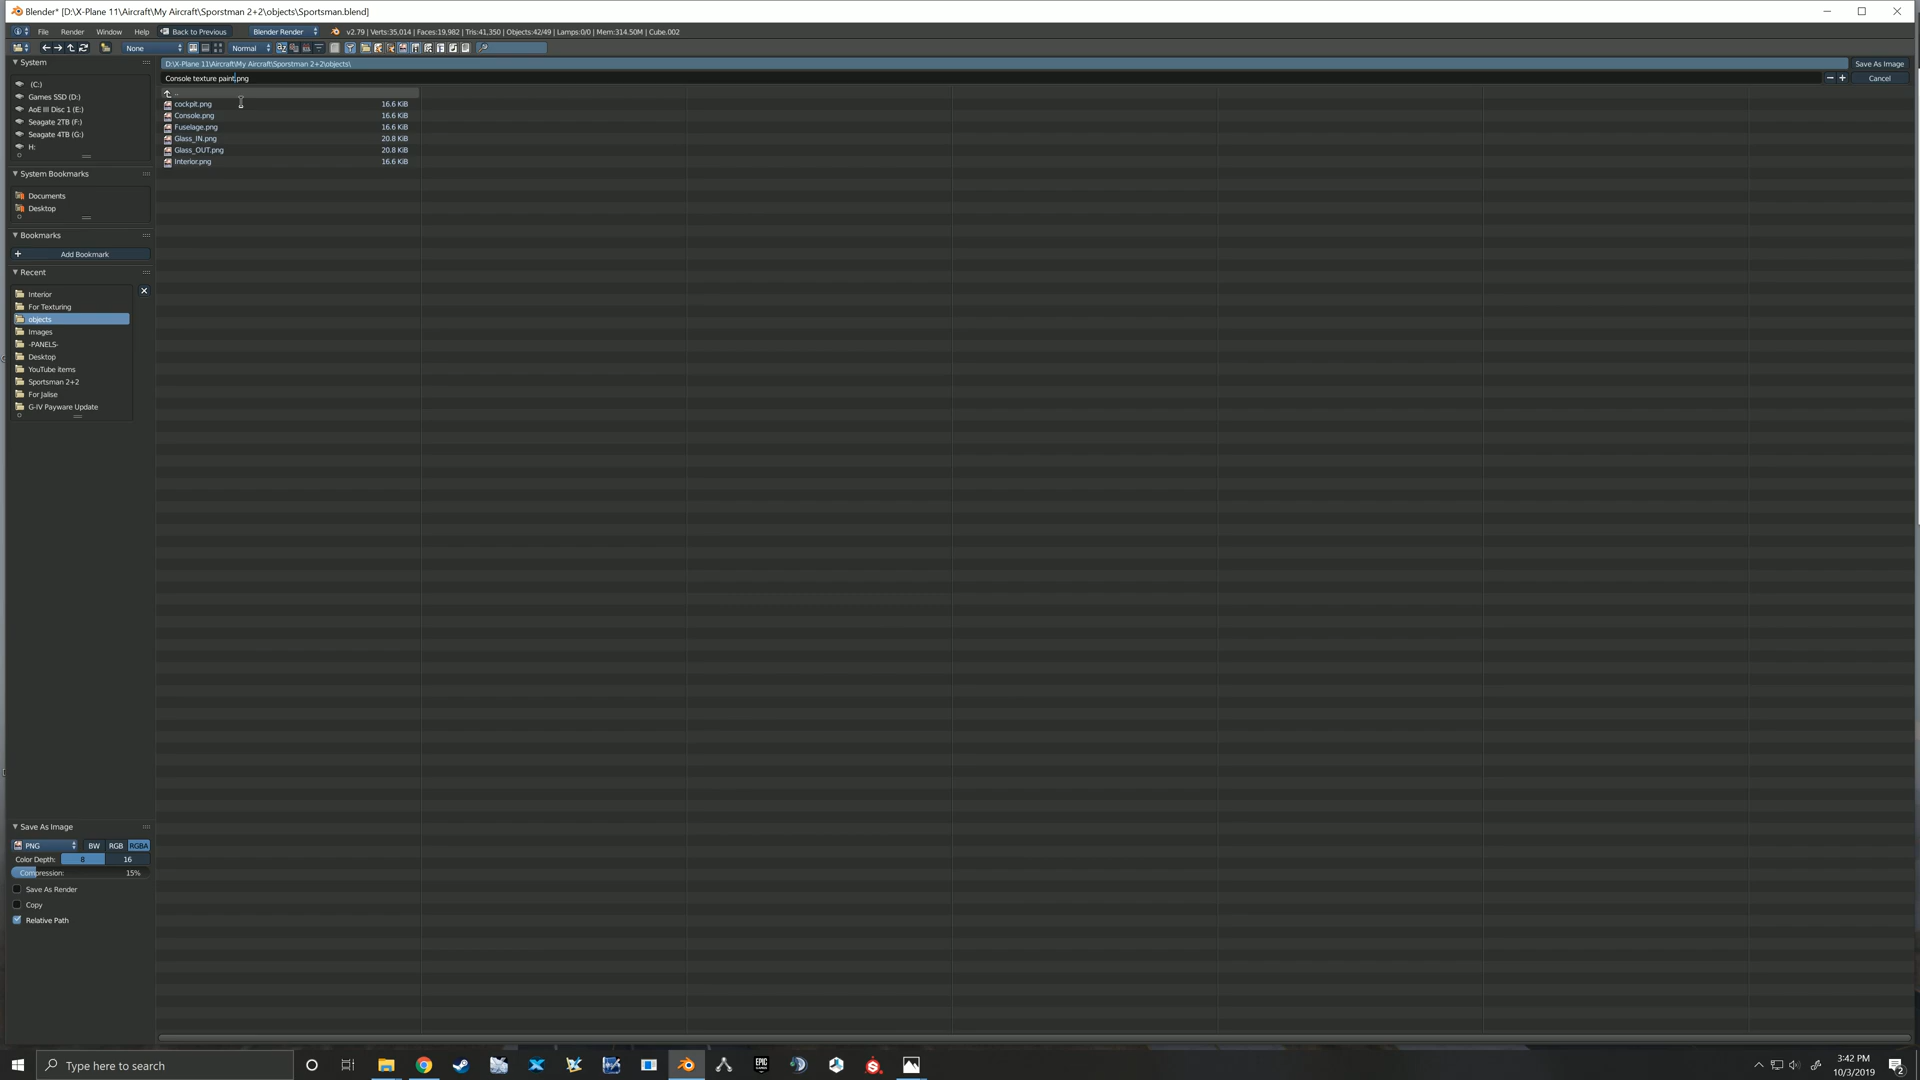 Blender* [D:\X-Plane 11\Aircraft\My Aircraft\Sporstman 2+2\objects\Sportsman.blend]
File Render Window Help Back to Previous Blender Render v2.79 | Verts:35,014 | Faces:19,982 | Tris:41,350 | Objects:42/49 | Lamps:0/0 | Mem:314.50M | Cube.002
None Normal
System
D:\X-Plane 11\Aircraft\My Aircraft\Sporstman 2+2\objects\ Save As Image
Console texture paint.png Cancel
(C:)
Games SSD (D:)
AoE III Disc 1 (E:)
Seagate 2TB (F:)
Seagate 4TB (G:)
H:
..
cockpit.png 16.6 KiB
Console.png 16.6 KiB
Fuselage.png 16.6 KiB
Glass_IN.png 20.8 KiB
Glass_OUT.png 20.8 KiB
Interior.png 16.6 KiB
System Bookmarks
Documents
Desktop
Bookmarks
Add Bookmark
Recent
Interior
For Texturing
objects
Images
-PANELS-
Desktop
YouTube items
Sportsman 2+2
For Jalise
G-IV Payware Update
Save As Image
PNG BW RGB RGBA
Color Depth: 8 16
Compression: 15%
Save As Render
Copy
Relative Path
Type here to search
EPIC GAMES
3:42 PM
10/3/2019
2